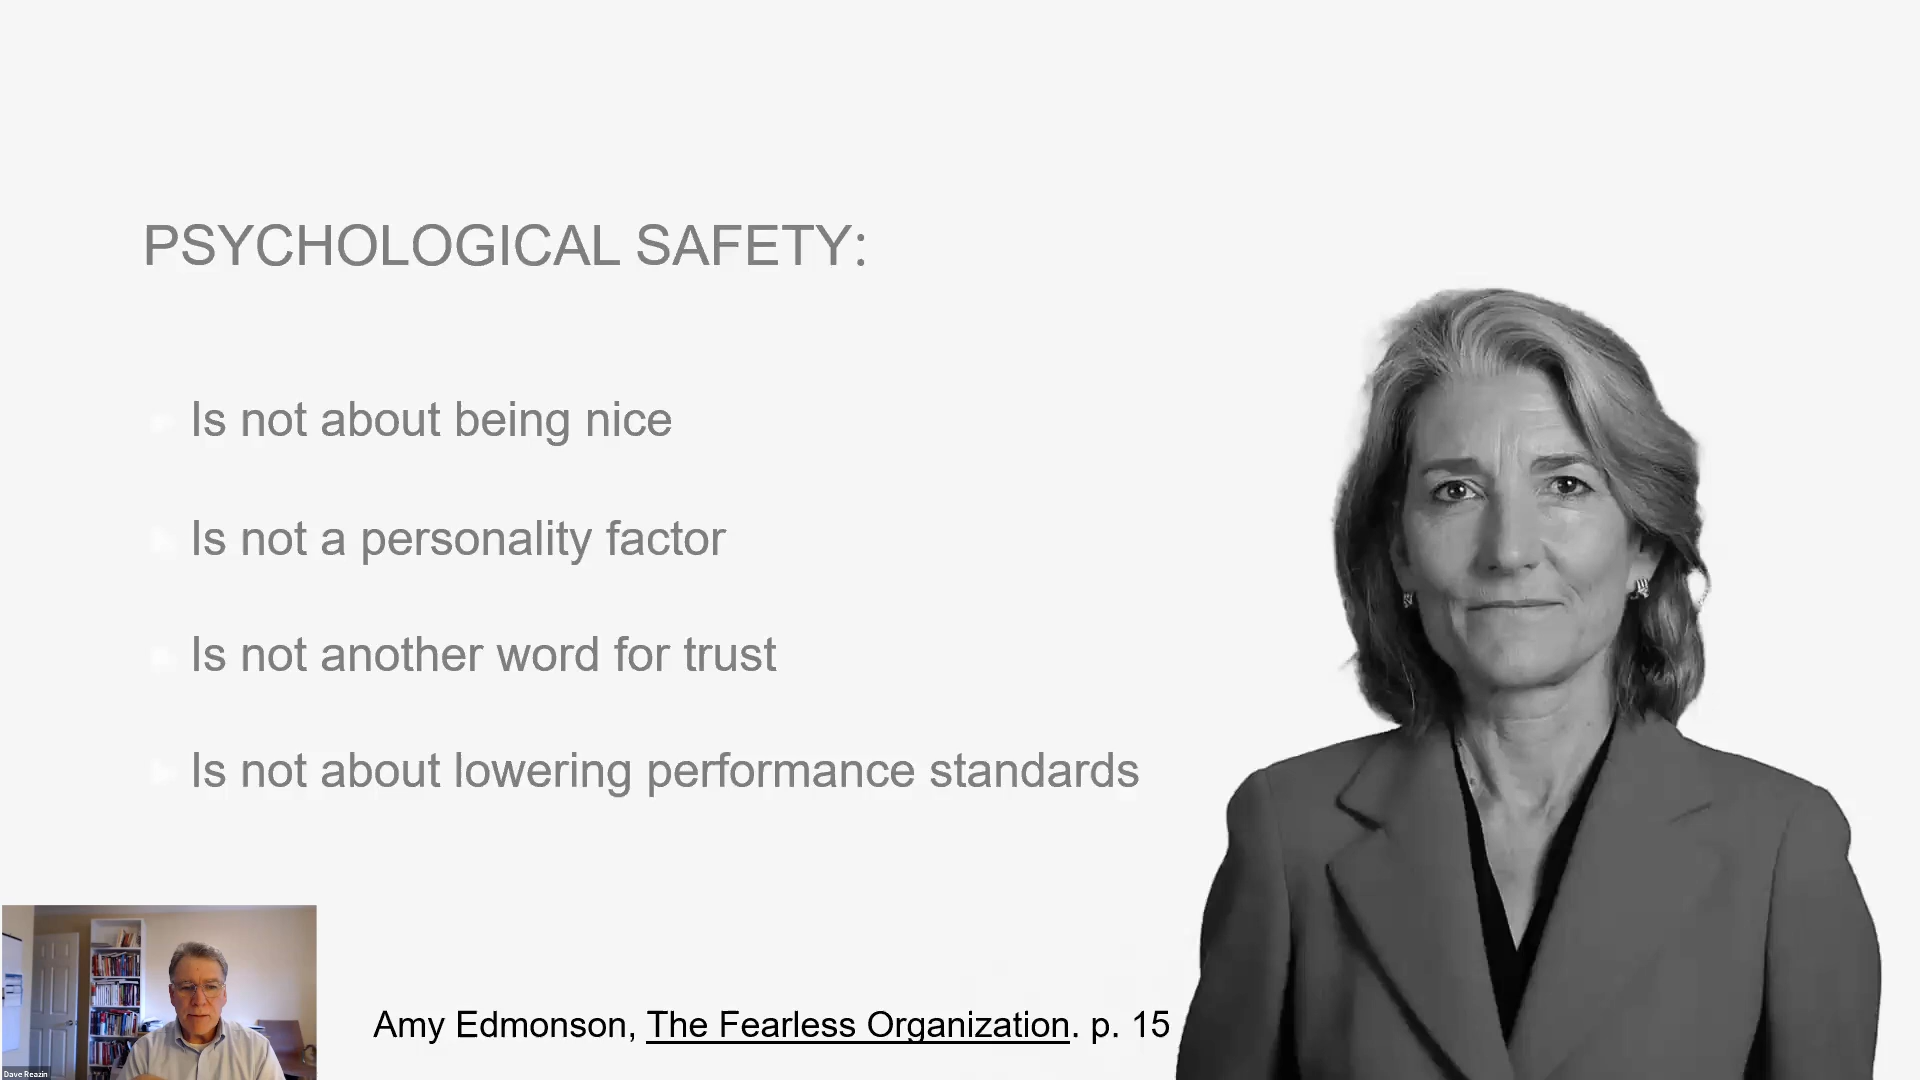 PSYCHOLOGICAL SAFETY:
Is not about being nice
Is not a personality factor
Is not another word for trust
Is not about lowering performance standards
Amy Edmonson, The Fearless Organization. p. 15
Dave Reazin